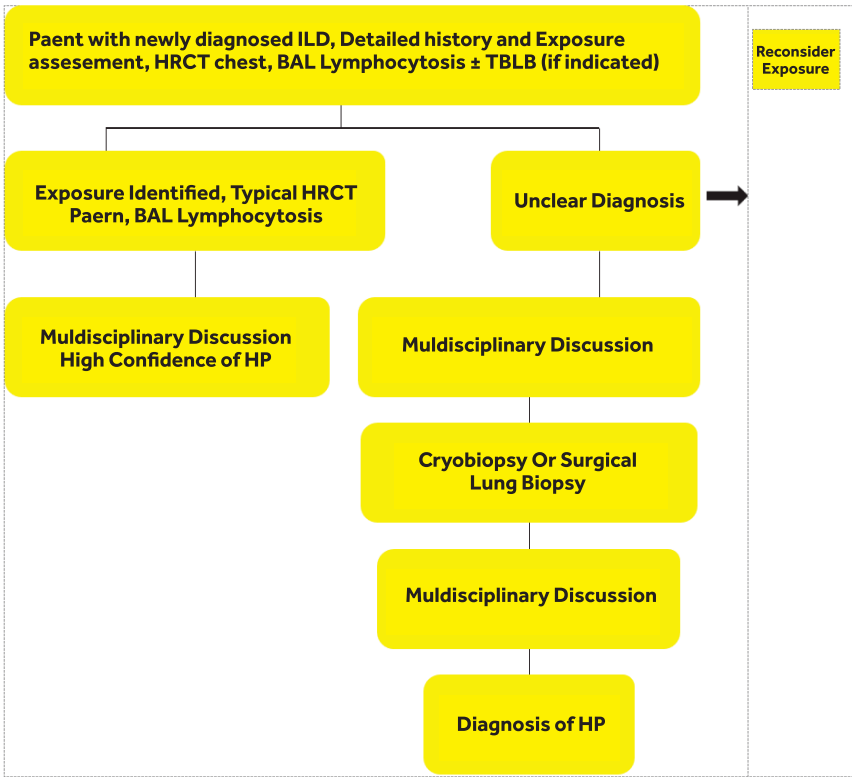 Paent with newly diagnosed ILD, Detailed history and Exposure
assesement, HRCT chest, BAL Lymphocytosis ± TBLB (if indicated)
Reconsider
Exposure
Exposure Identified, Typical HRCT
Paern, BAL Lymphocytosis
Unclear Diagnosis
Muldisciplinary Discussion
High Confidence of HP
Muldisciplinary Discussion
Cryobiopsy Or Surgical
Lung Biopsy
Muldisciplinary Discussion
Diagnosis of HP